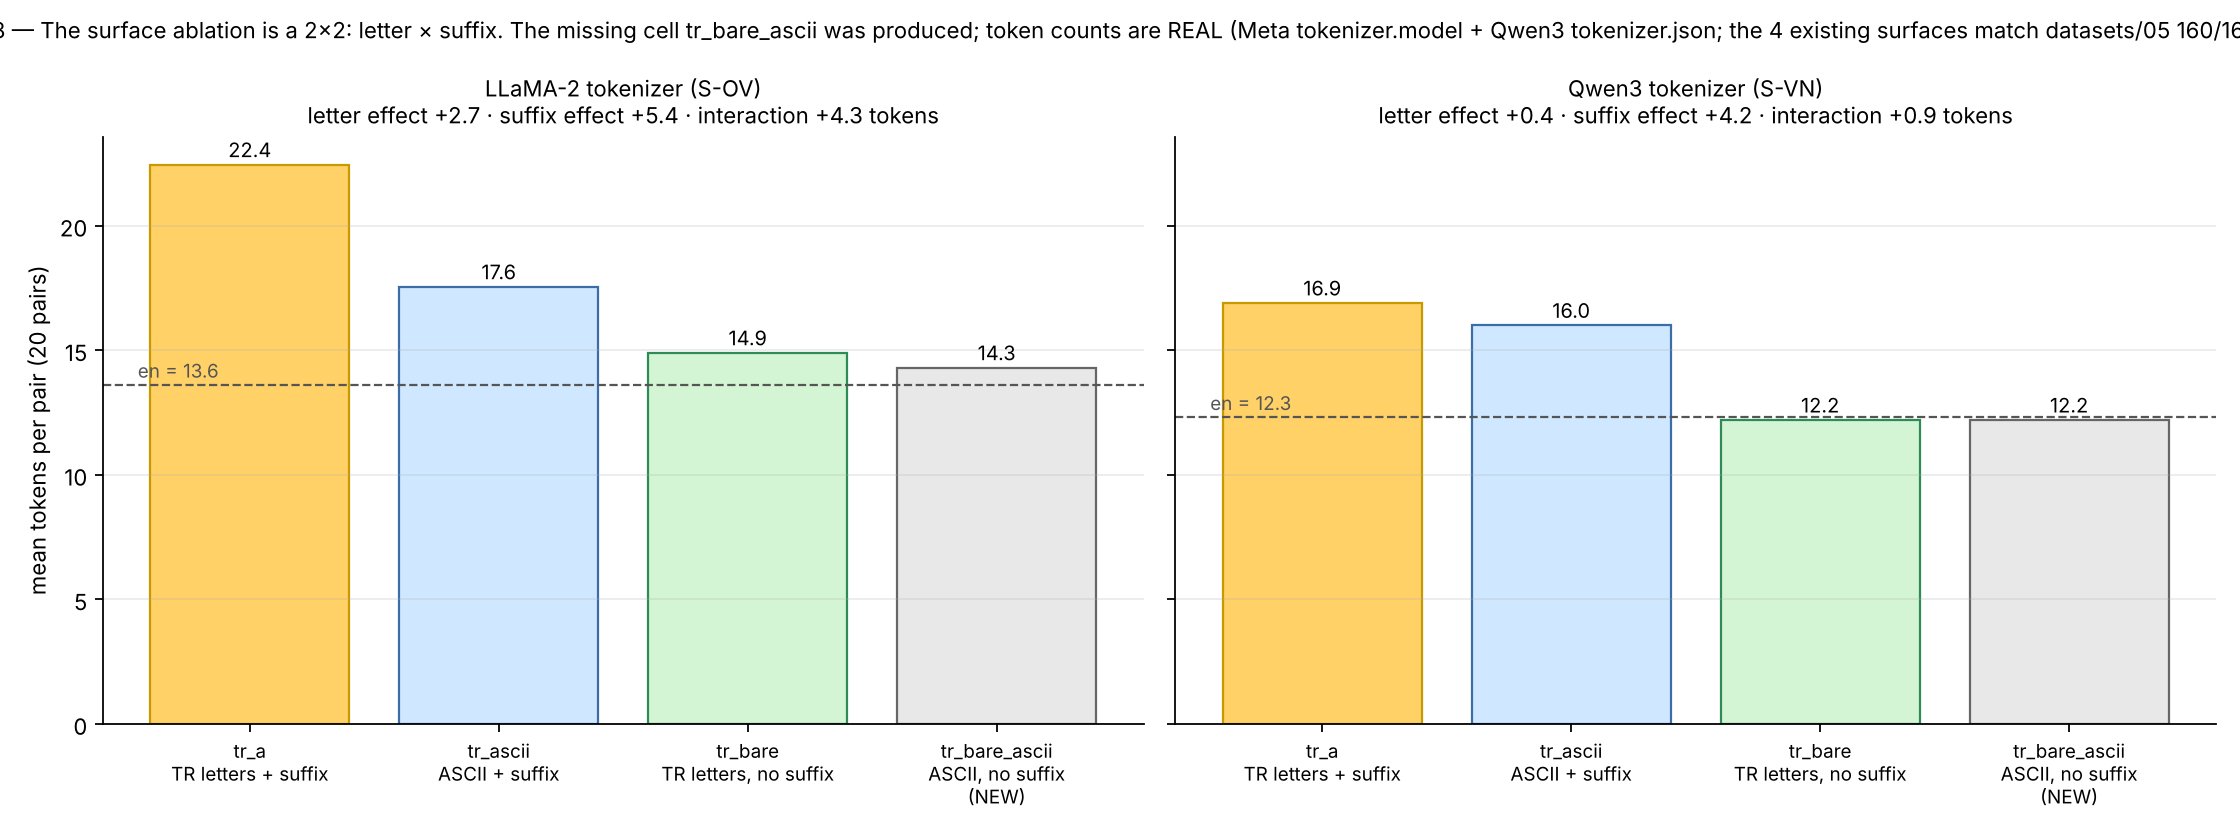 — The surface ablation is a 2×2: letter × suffix. The missing cell tr_bare_ascii was produced; token counts are REAL (Meta tokenizer.model + Qwen3 tokenizer.json; the 4 existing surfaces match datasets/05 160/16
LLaMA-2 tokenizer (S-OV)
letter effect +2.7 · suffix effect +5.4 · interaction +4.3 tokens
mean tokens per pair (20 pairs)
20
15
10
5
0
22.4
17.6
14.9
14.3
en = 13.6
tr_a
TR letters + suffix
tr_ascii
ASCII + suffix
tr_bare
TR letters, no suffix
tr_bare_ascii
ASCII, no suffix
(NEW)
Qwen3 tokenizer (S-VN)
letter effect +0.4 · suffix effect +4.2 · interaction +0.9 tokens
16.9
16.0
12.2
12.2
en = 12.3
tr_a
TR letters + suffix
tr_ascii
ASCII + suffix
tr_bare
TR letters, no suffix
tr_bare_ascii
ASCII, no suffix
(NEW)